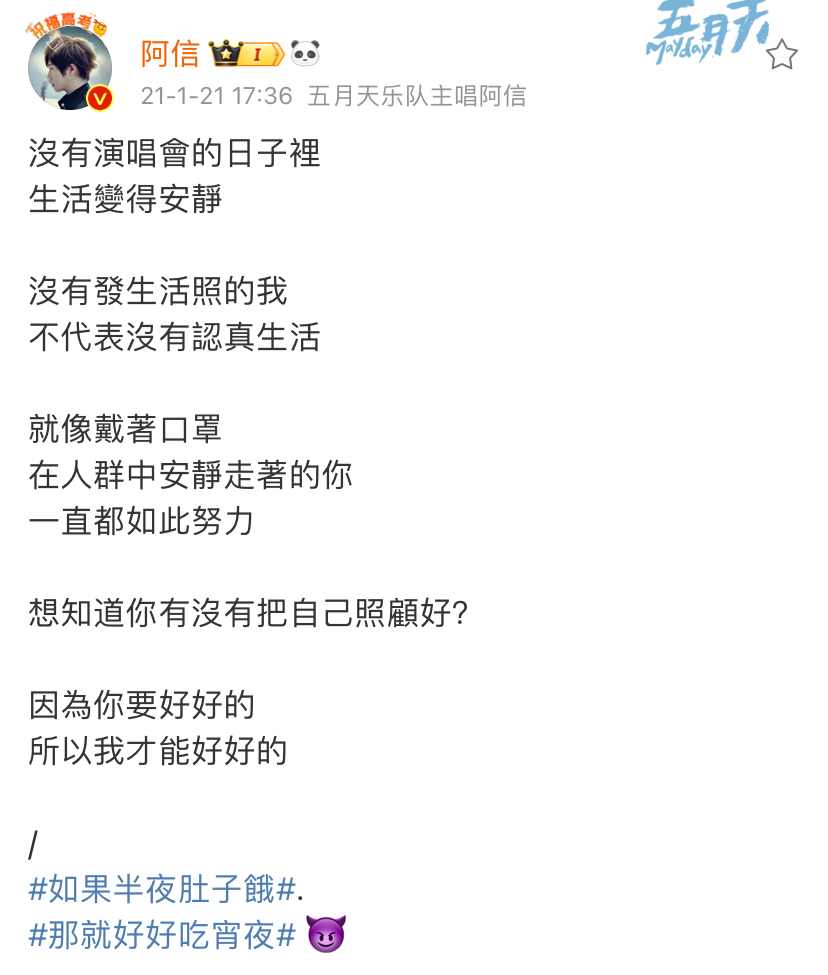 祝福高考
阿信
I
五月天
Mayday
21-1-21 17:36 五月天乐队主唱阿信
沒有演唱會的日子裡
生活變得安靜
沒有發生活照的我
不代表沒有認真生活
就像戴著口罩
在人群中安靜走著的你
一直都如此努力
想知道你有沒有把自己照顧好?
因為你要好好的
所以我才能好好的
/
#如果半夜肚子餓#.
#那就好好吃宵夜# 😈